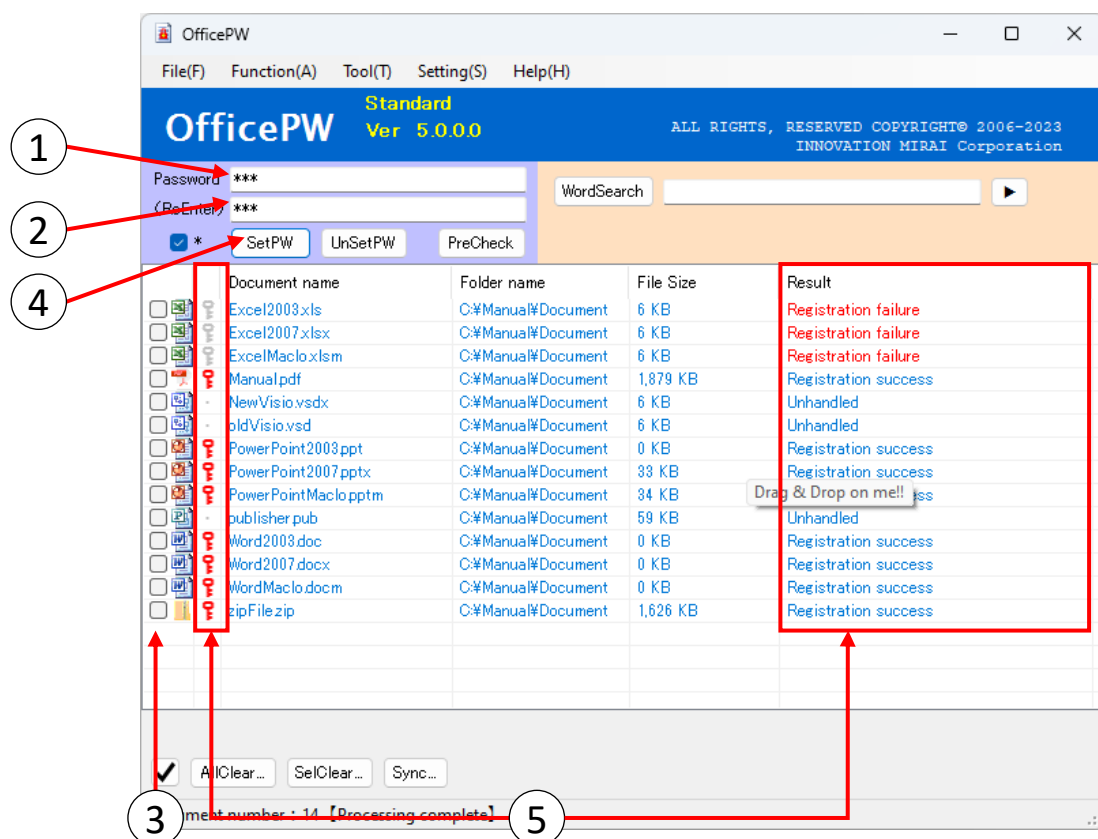 OfficePW
File(F) Function(A) Tool(T) Setting(S) Help(H)
OfficePW
Standard
Ver 5.0.0.0
ALL RIGHTS, RESERVED COPYRIGHT© 2006-2023
INNOVATION MIRAI Corporation
1
Password ***
2
(ReEnter) ***
WordSearch
* SetPW UnSetPW PreCheck
4
Document name Folder name File Size Result
Excel2003.xls C:¥Manual¥Document 6 KB Registration failure
Excel2007.xlsx C:¥Manual¥Document 6 KB Registration failure
ExcelMaclo.xlsm C:¥Manual¥Document 6 KB Registration failure
Manual.pdf C:¥Manual¥Document 1,879 KB Registration success
NewVisio.vsdx C:¥Manual¥Document 6 KB Unhandled
oldVisio.vsd C:¥Manual¥Document 6 KB Unhandled
PowerPoint2003.ppt C:¥Manual¥Document 0 KB Registration success
PowerPoint2007.pptx C:¥Manual¥Document 33 KB Registration success
PowerPointMaclo.pptm C:¥Manual¥Document 34 KB
Drag & Drop on me!!
publisher.pub C:¥Manual¥Document 59 KB Unhandled
Word2003.doc C:¥Manual¥Document 0 KB Registration success
Word2007.docx C:¥Manual¥Document 0 KB Registration success
WordMaclo.docm C:¥Manual¥Document 0 KB Registration success
zipFile.zip C:¥Manual¥Document 1,626 KB Registration success
AllClear... SelClear... Sync...
number : 14 【Processing complete】
3
5